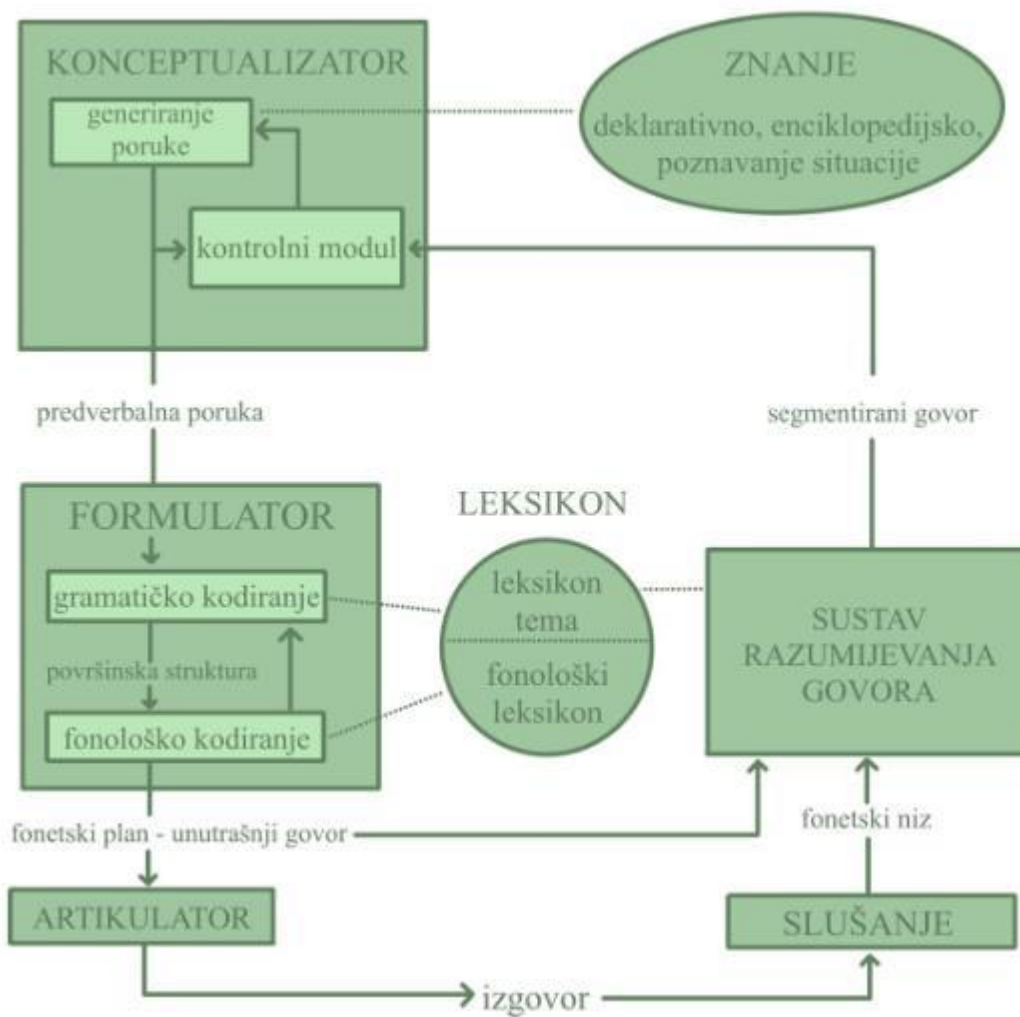 KONCEPTUALIZATOR
generiranje
poruke
kontrolni modul
ZNANJE
deklarativno, enciklopedijsko,
poznavanje situacije
predverbalna poruka
segmentirani govor
FORMULATOR
gramatičko kodiranje
površinska struktura
fonološko kodiranje
LEKSIKON
leksikon
tema
fonološki
leksikon
SUSTAV
RAZUMIJEVANJA
GOVORA
fonetski plan - unutrašnji govor
fonetski niz
ARTIKULATOR
SLUŠANJE
izgovor